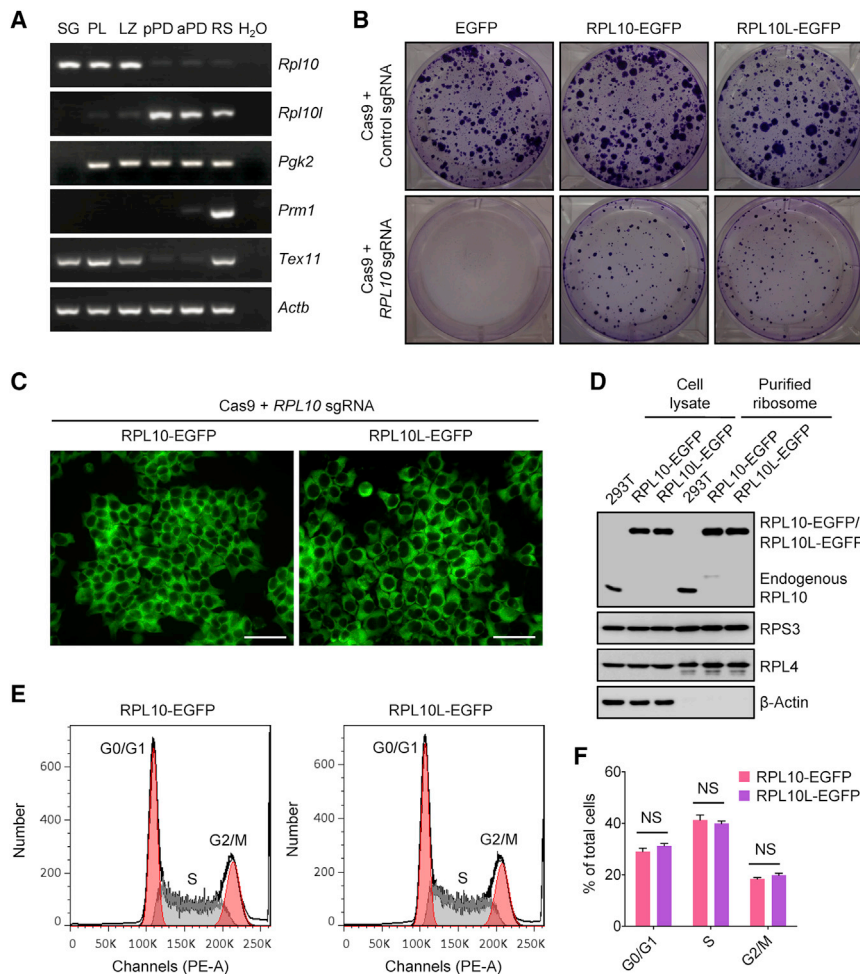 A
SG PL LZ pPD aPD RS H₂O
Rpl10
Rpl10l
Pgk2
Prm1
Tex11
Actb
B
EGFP RPL10-EGFP RPL10L-EGFP
Cas9 +
Control sgRNA
Cas9 +
RPL10 sgRNA
C
Cas9 + RPL10 sgRNA
RPL10-EGFP RPL10L-EGFP
D
Cell
lysate
Purified
ribosome
293T RPL10-EGFP RPL10L-EGFP 293T RPL10-EGFP RPL10L-EGFP
RPL10-EGFP/
RPL10L-EGFP
Endogenous
RPL10
RPS3
RPL4
β-Actin
E
RPL10-EGFP
Number
600
400
200
0
G0/G1
S
G2/M
0 50K 100K 150K 200K 250K
Channels (PE-A)
RPL10L-EGFP
Number
600
400
200
0
G0/G1
S
G2/M
0 50K 100K 150K 200K 250K
Channels (PE-A)
F
% of total cells
60
40
20
0
RPL10-EGFP
RPL10L-EGFP
NS
NS
NS
G0/G1 S G2/M